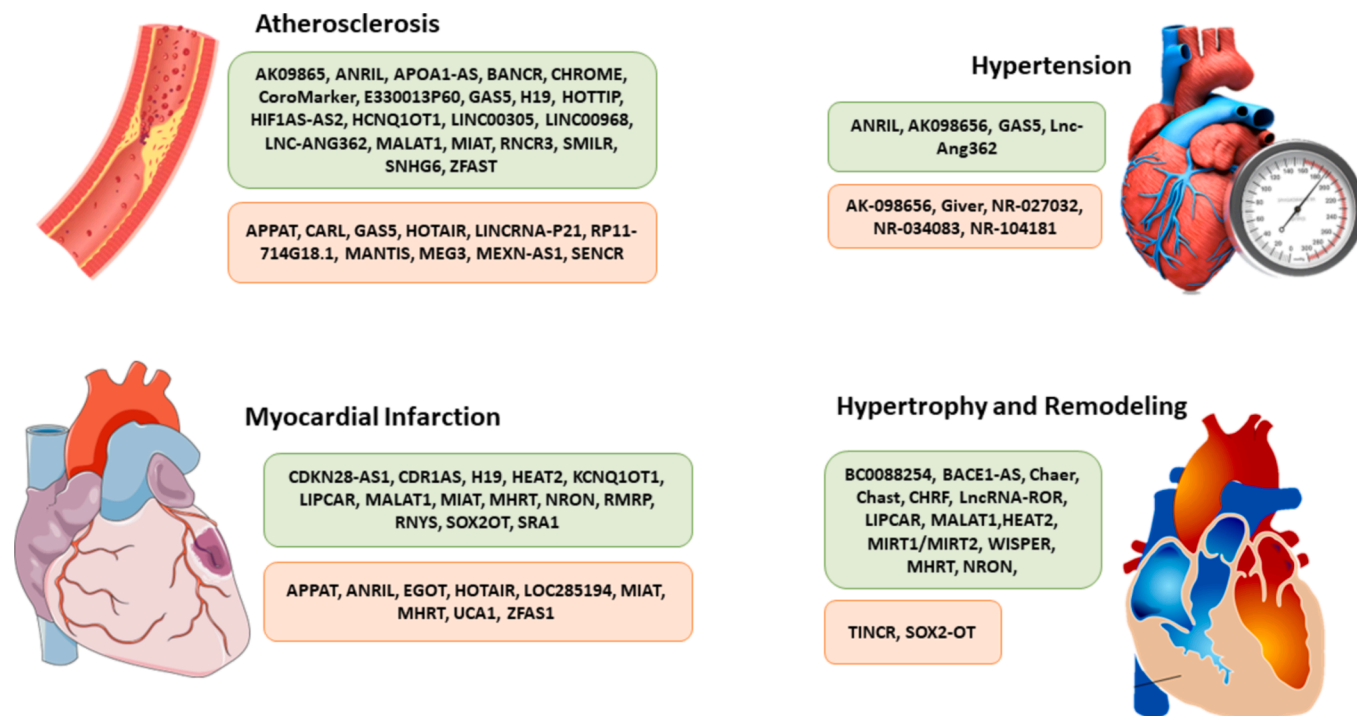 Atherosclerosis
AK09865, ANRIL, APOA1-AS, BANCR, CHROME,
CoroMarker, E330013P60, GAS5, H19, HOTTIP,
HIF1AS-AS2, HCNQ1OT1, LINC00305, LINC00968,
LNC-ANG362, MALAT1, MIAT, RNCR3, SMILR,
SNHG6, ZFAST
APPAT, CARL, GAS5, HOTAIR, LINCRNA-P21, RP11-
714G18.1, MANTIS, MEG3, MEXN-AS1, SENCR
Hypertension
ANRIL, AK098656, GAS5, Lnc-
Ang362
AK-098656, Giver, NR-027032,
NR-034083, NR-104181
Myocardial Infarction
CDKN28-AS1, CDR1AS, H19, HEAT2, KCNQ1OT1,
LIPCAR, MALAT1, MIAT, MHRT, NRON, RMRP,
RNYS, SOX2OT, SRA1
APPAT, ANRIL, EGOT, HOTAIR, LOC285194, MIAT,
MHRT, UCA1, ZFAS1
Hypertrophy and Remodeling
BC0088254, BACE1-AS, Chaer,
Chast, CHRF, LncRNA-ROR,
LIPCAR, MALAT1,HEAT2,
MIRT1/MIRT2, WISPER,
MHRT, NRON,
TINCR, SOX2-OT